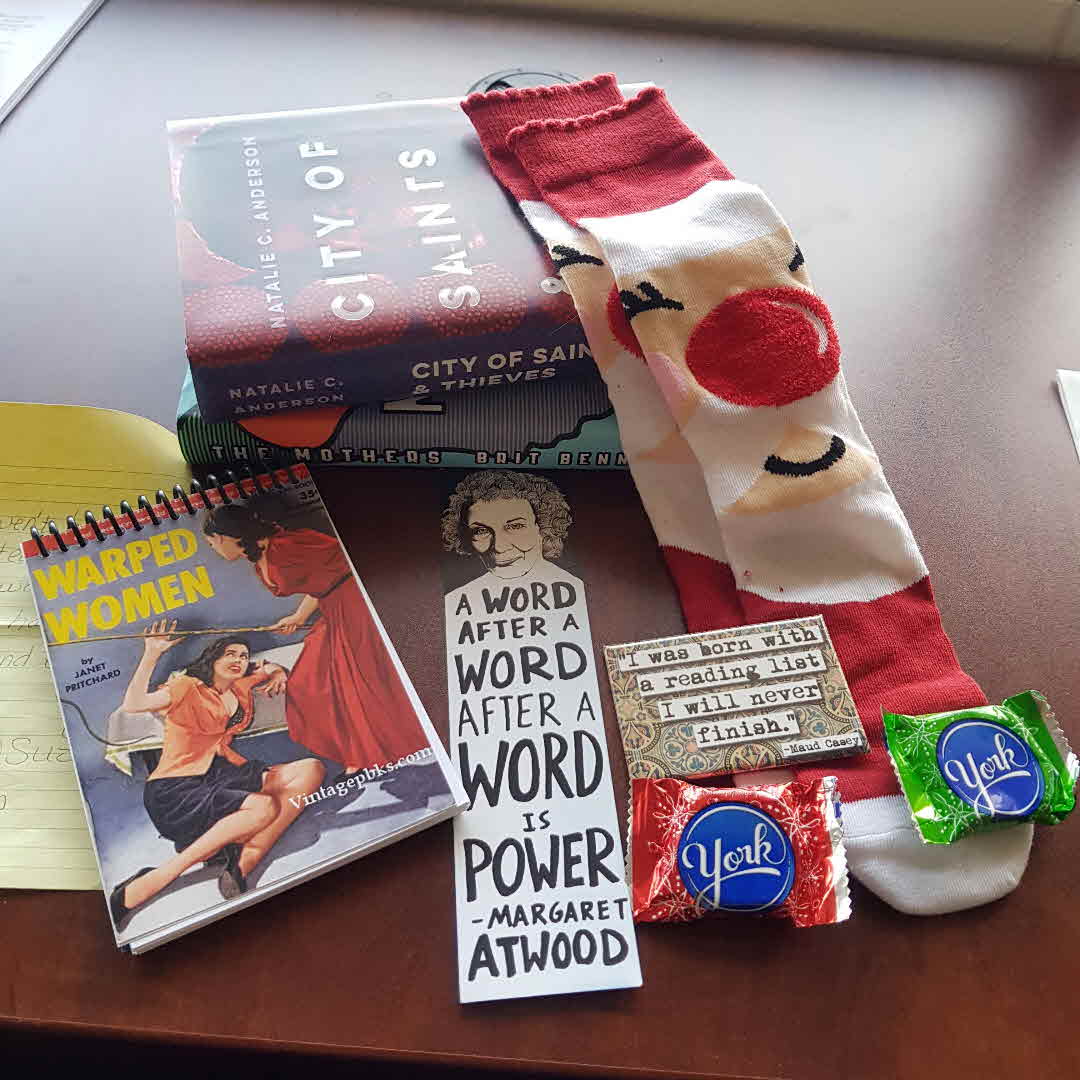 NATALIE C. ANDERSON
CITY OF
SAINTS
&
NATALIE C.
ANDERSON
CITY OF SAIN
& THIEVES
THE MOTHERS BRIT BENN
35¢
WARPED
WOMEN
by
JANET
PRITCHARD
Vintagepbks.com
A WORD
AFTER A
WORD
AFTER A
WORD
IS
POWER
-MARGARET
ATWOOD
"I was born with
a reading list
I will never
finish."
-Maud Casey
York
York